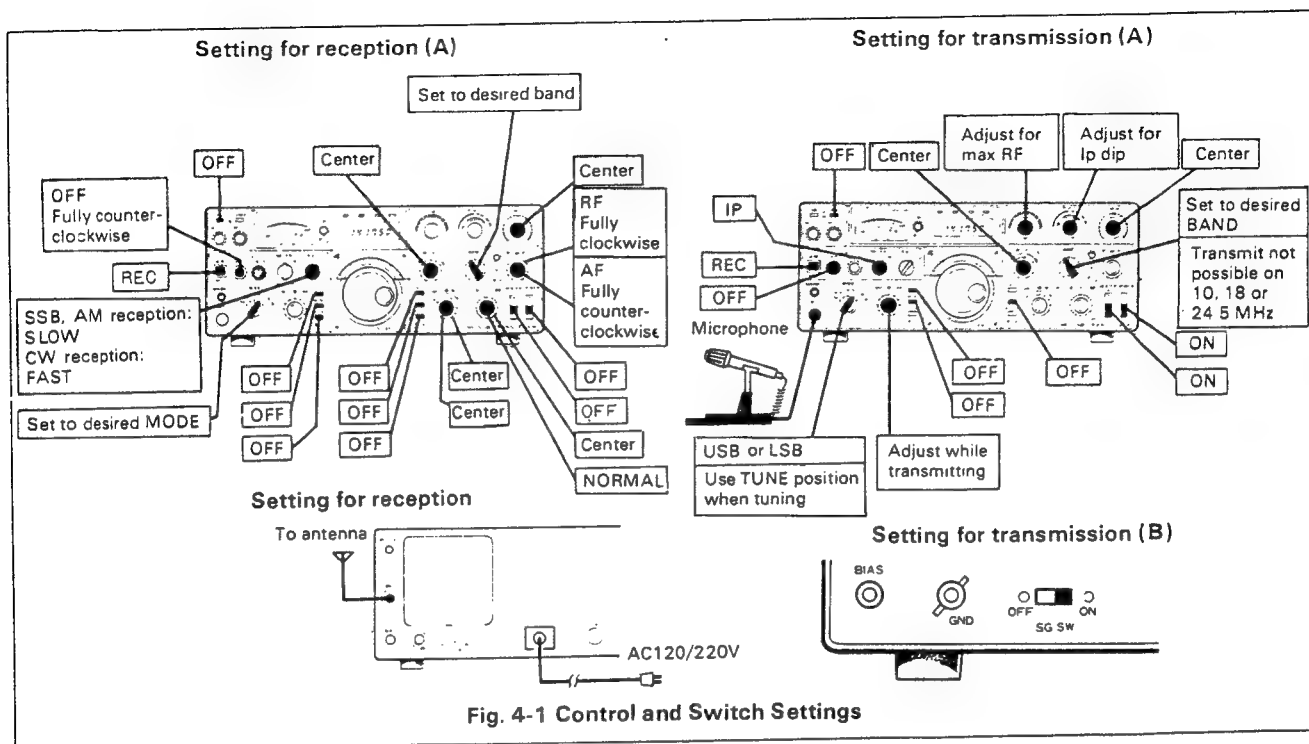 Setting for reception (A)
Set to desired band
OFF
Center
Center
OFF
Fully counter-
clockwise
RF
Fully
clockwise
AF
Fully
counter-
clockwise
REC
SSB, AM reception:
SLOW
CW reception:
FAST
OFF
OFF
Center
OFF
OFF
OFF
Center
OFF
Set to desired MODE
OFF
OFF
Center
NORMAL
Setting for transmission (A)
OFF
Center
Adjust for
max RF
Adjust for
Ip dip
Center
IP
Set to desired
BAND
REC
Transmit not
possible on
10, 18 or
24 5 MHz
OFF
Microphone
ON
OFF
OFF
ON
OFF
USB or LSB
Use TUNE position
when tuning
Adjust while
transmitting
Setting for reception
To antenna
AC120/220V
Setting for transmission (B)
BIAS
GND
OFF
ON
SG SW
Fig. 4-1 Control and Switch Settings